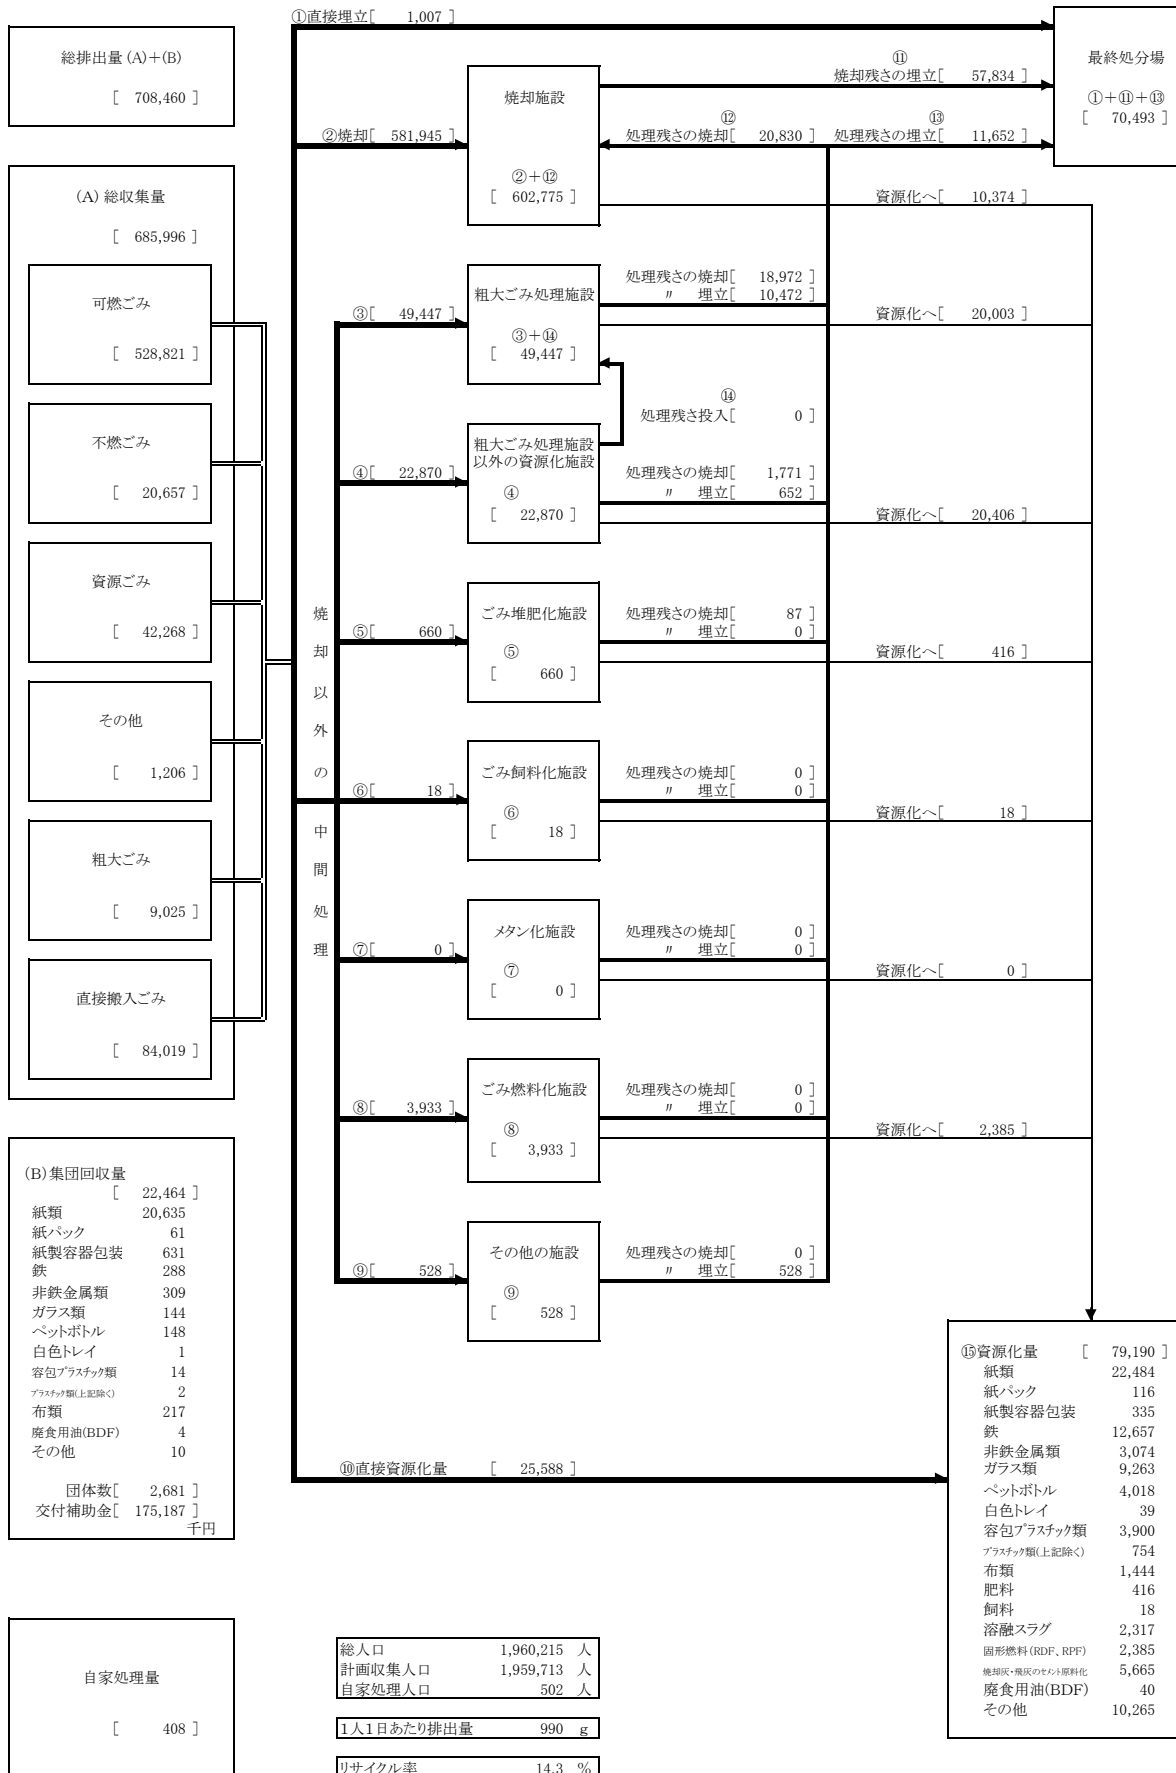 総排出量 (A)+(B)
[ 708,460 ]
(A) 総収集量
[ 685,996 ]
可燃ごみ
[ 528,821 ]
不燃ごみ
[ 20,657 ]
資源ごみ
[ 42,268 ]
その他
[ 1,206 ]
粗大ごみ
[ 9,025 ]
直接搬入ごみ
[ 84,019 ]
(B)集団回収量
[ 22,464 ]
紙類 20,635
紙パック 61
紙製容器包装 631
鉄 288
非鉄金属類 309
ガラス類 144
ペットボトル 148
白色トレイ 1
容包プラスチック類 14
プラスチック類(上記除く) 2
布類 217
廃食用油(BDF) 4
その他 10
団体数[ 2,681 ]
交付補助金[ 175,187 ]
千円
自家処理量
[ 408 ]
①直接埋立[ 1,007 ]
②焼却[ 581,945 ]
焼却以外の中間処理
③[ 49,447 ]
④[ 22,870 ]
⑤[ 660 ]
⑥[ 18 ]
⑦[ 0 ]
⑧[ 3,933 ]
⑨[ 528 ]
⑩直接資源化量 [ 25,588 ]
焼却施設
②+⑫
[ 602,775 ]
⑪
焼却残さの埋立[ 57,834 ]
⑫
処理残さの焼却[ 20,830 ]
⑬
処理残さの埋立[ 11,652 ]
資源化へ[ 10,374 ]
最終処分場
①+⑪+⑬
[ 70,493 ]
粗大ごみ処理施設
③+⑭
[ 49,447 ]
処理残さの焼却[ 18,972 ]
〃 埋立[ 10,472 ]
資源化へ[ 20,003 ]
⑭
処理残さ投入[ 0 ]
粗大ごみ処理施設
以外の資源化施設
④
[ 22,870 ]
処理残さの焼却[ 1,771 ]
〃 埋立[ 652 ]
資源化へ[ 20,406 ]
ごみ堆肥化施設
⑤
[ 660 ]
処理残さの焼却[ 87 ]
〃 埋立[ 0 ]
資源化へ[ 416 ]
ごみ飼料化施設
⑥
[ 18 ]
処理残さの焼却[ 0 ]
〃 埋立[ 0 ]
資源化へ[ 18 ]
メタン化施設
⑦
[ 0 ]
処理残さの焼却[ 0 ]
〃 埋立[ 0 ]
資源化へ[ 0 ]
ごみ燃料化施設
⑧
[ 3,933 ]
処理残さの焼却[ 0 ]
〃 埋立[ 0 ]
資源化へ[ 2,385 ]
その他の施設
⑨
[ 528 ]
処理残さの焼却[ 0 ]
〃 埋立[ 528 ]
⑮資源化量 [ 79,190 ]
紙類 22,484
紙パック 116
紙製容器包装 335
鉄 12,657
非鉄金属類 3,074
ガラス類 9,263
ペットボトル 4,018
白色トレイ 39
容包プラスチック類 3,900
プラスチック類(上記除く) 754
布類 1,444
肥料 416
飼料 18
溶融スラグ 2,317
固形燃料(RDF、RPF) 2,385
焼却灰・飛灰のセメント原料化 5,665
廃食用油(BDF) 40
その他 10,265
総人口 1,960,215 人
計画収集人口 1,959,713 人
自家処理人口 502 人
1人1日あたり排出量 990 g
リサイクル率 14.3 %